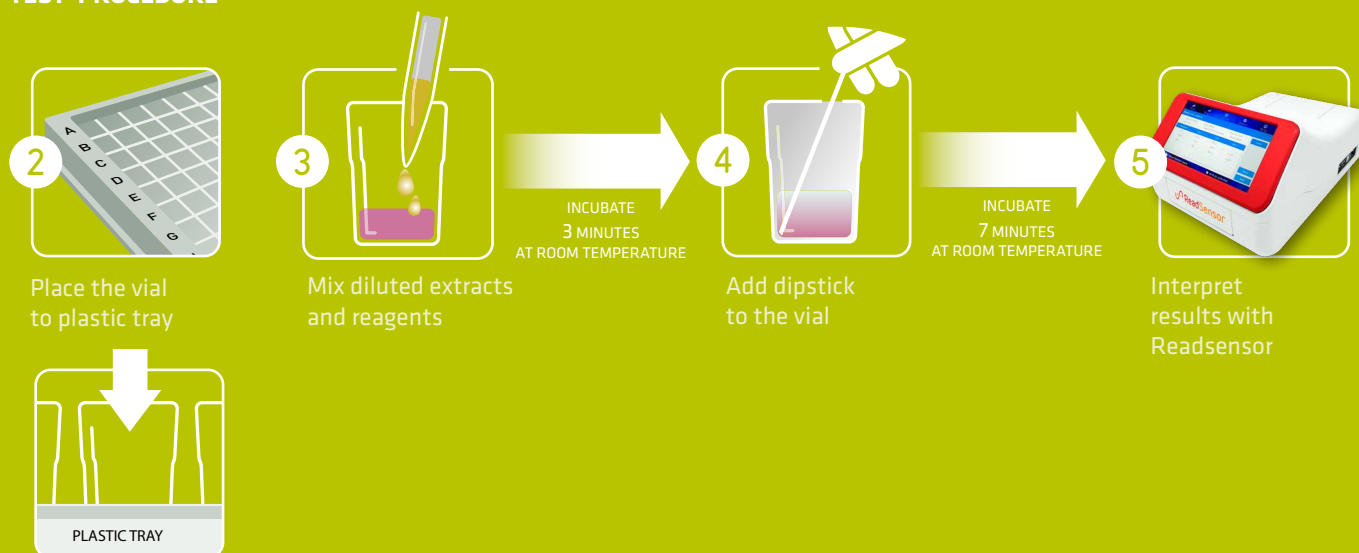 TEST PROCEDURE
2
A
B
C
D
E
F
G
Place the vial
to plastic tray
PLASTIC TRAY
3
Mix diluted extracts
and reagents
INCUBATE
3 MINUTES
AT ROOM TEMPERATURE
4
Add dipstick
to the vial
INCUBATE
7 MINUTES
AT ROOM TEMPERATURE
5
ReadSensor
Interpret
results with
Readsensor